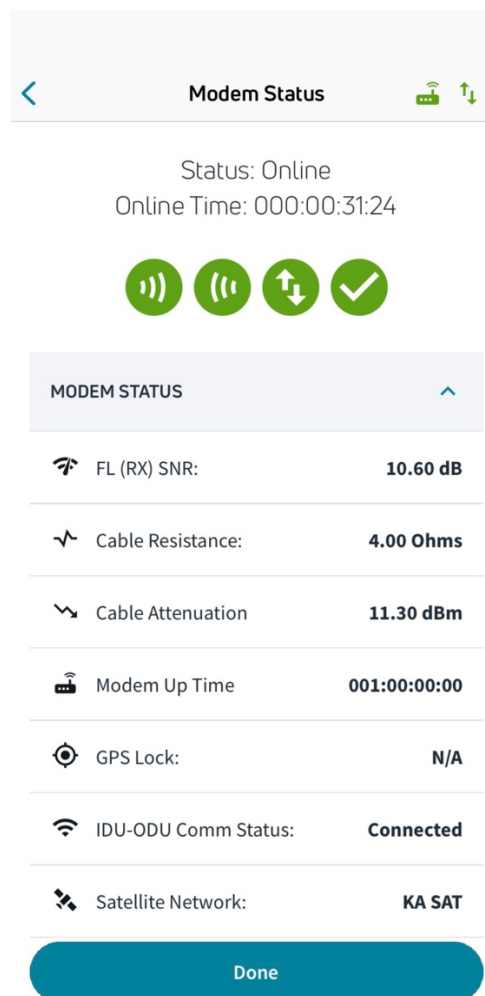 Modem Status
Status: Online
Online Time: 000:00:31:24
MODEM STATUS
FL (RX) SNR: 10.60 dB
Cable Resistance: 4.00 Ohms
Cable Attenuation 11.30 dBm
Modem Up Time 001:00:00:00
GPS Lock: N/A
IDU-ODU Comm Status: Connected
Satellite Network: KA SAT
Done